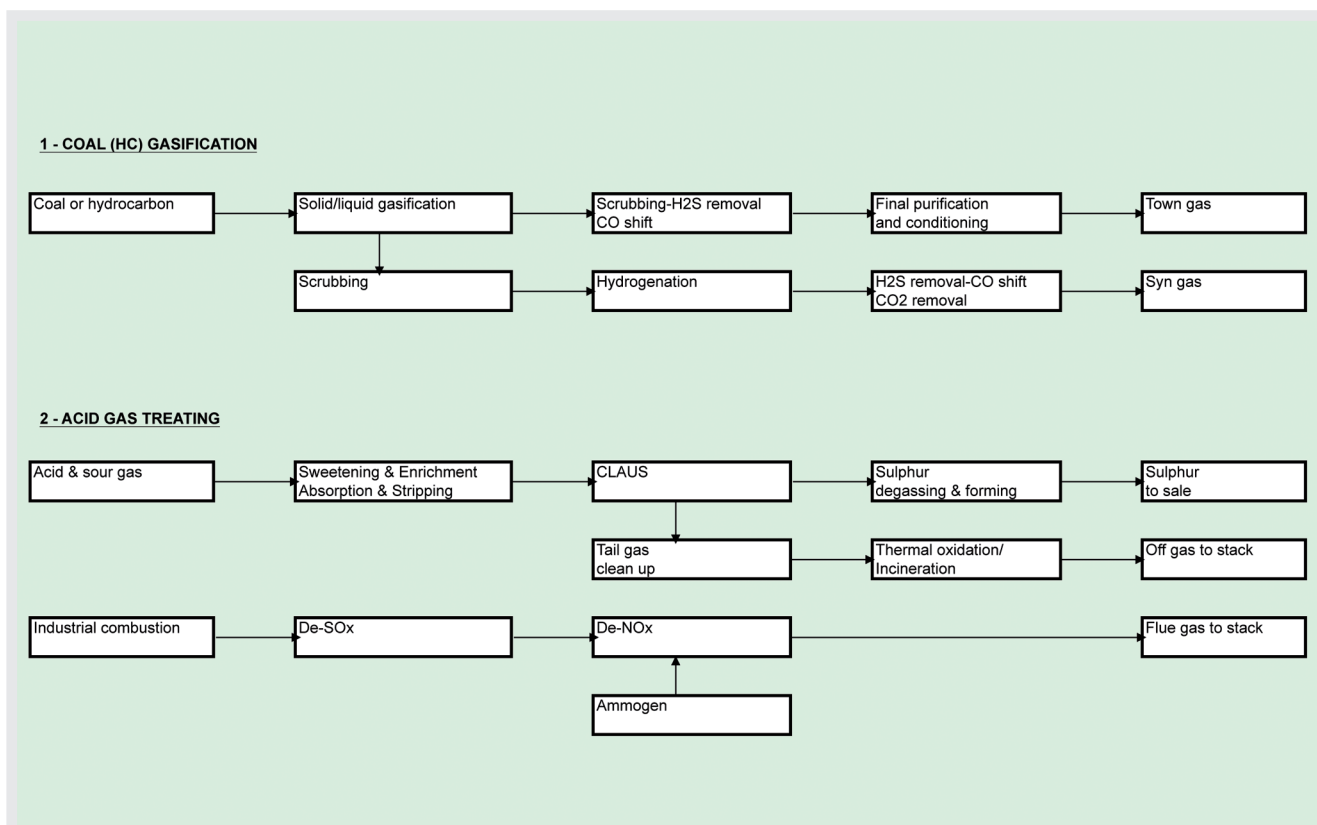 1 - COAL (HC) GASIFICATION
Coal or hydrocarbon
Solid/liquid gasification
Scrubbing-H2S removal
CO shift
Final purification
and conditioning
Town gas
Scrubbing
Hydrogenation
H2S removal-CO shift
CO2 removal
Syn gas
2 - ACID GAS TREATING
Acid & sour gas
Sweetening & Enrichment
Absorption & Stripping
CLAUS
Sulphur
degassing & forming
Sulphur
to sale
Tail gas
clean up
Thermal oxidation/
Incineration
Off gas to stack
Industrial combustion
De-SOx
De-NOx
Flue gas to stack
Ammogen